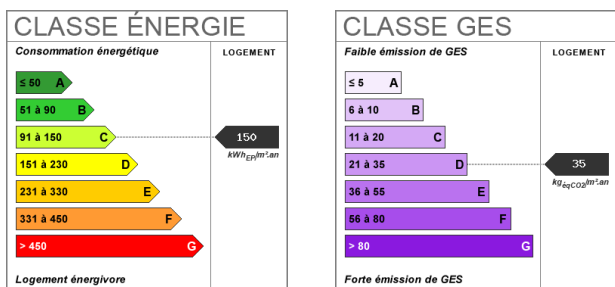 CLASSE ÉNERGIE
Consommation énergétique
LOGEMENT
≤ 50 A
51 à 90 B
91 à 150 C
150
kWhEP/m².an
151 à 230 D
231 à 330 E
331 à 450 F
> 450 G
Logement énergivore
CLASSE GES
Faible émission de GES
LOGEMENT
≤ 5 A
6 à 10 B
11 à 20 C
21 à 35 D
35
kgéqCO2/m².an
36 à 55 E
56 à 80 F
> 80 G
Forte émission de GES